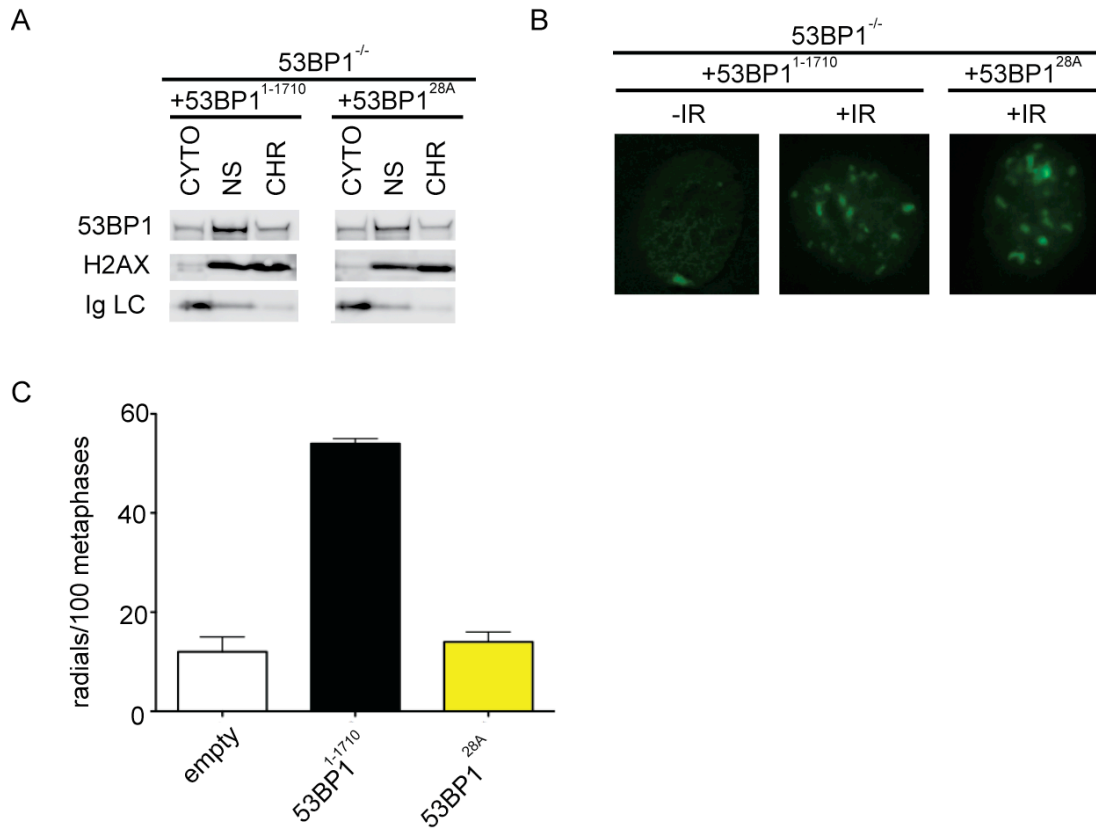 A
53BP1-/-
+53BP11-1710 +53BP128A
CYTO NS CHR CYTO NS CHR
53BP1
H2AX
Ig LC
B
53BP1-/-
+53BP11-1710 +53BP128A
-IR +IR +IR
C
60
40
20
0
radials/100 metaphases
empty 53BP11-1710 53BP128A